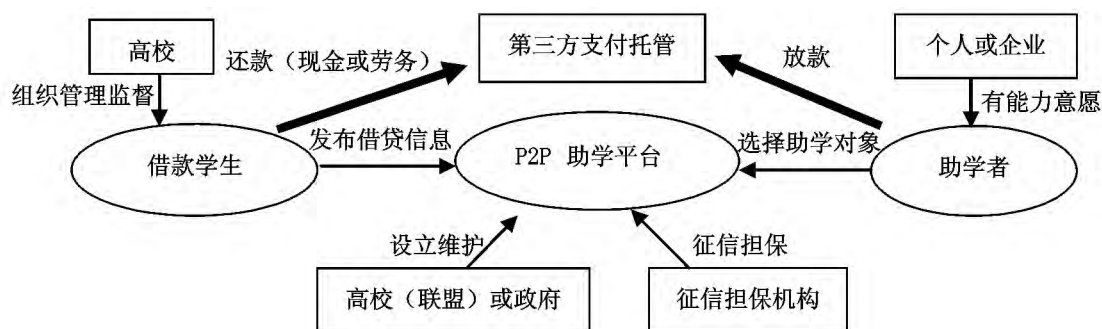 高校
还款（现金或劳务）
第三方支付托管
放款
个人或企业
组织管理监督
有能力意愿
借款学生
发布借贷信息
P2P 助学平台
选择助学对象
助学者
设立维护
征信担保
高校（联盟）或政府
征信担保机构